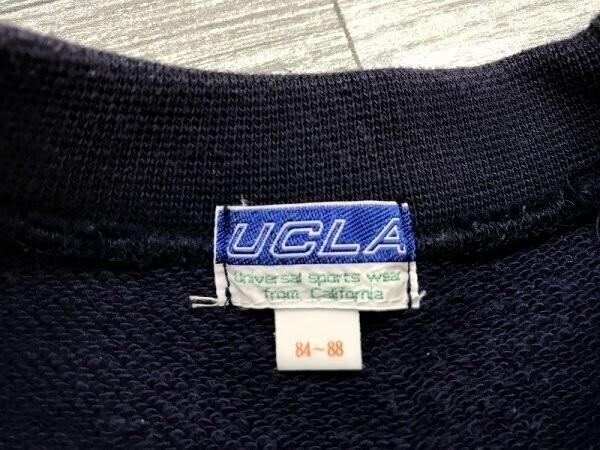 UCLA
Universal sports wear
from California
84~88